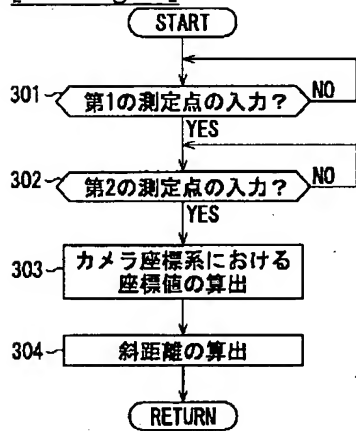 START
301
第1の測定点の入力?
NO
YES
302
第2の測定点の入力?
NO
YES
303
カメラ座標系における
座標値の算出
304
斜距離の算出
RETURN